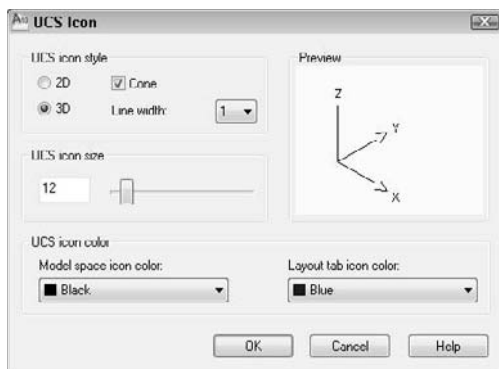 UCS Icon
UCS icon style
2D
Cone
3D
Line width:
1
Preview
Z
Y
X
UCS icon size
12
UCS icon color
Model space icon color:
Black
Layout tab icon color:
Blue
OK
Cancel
Help